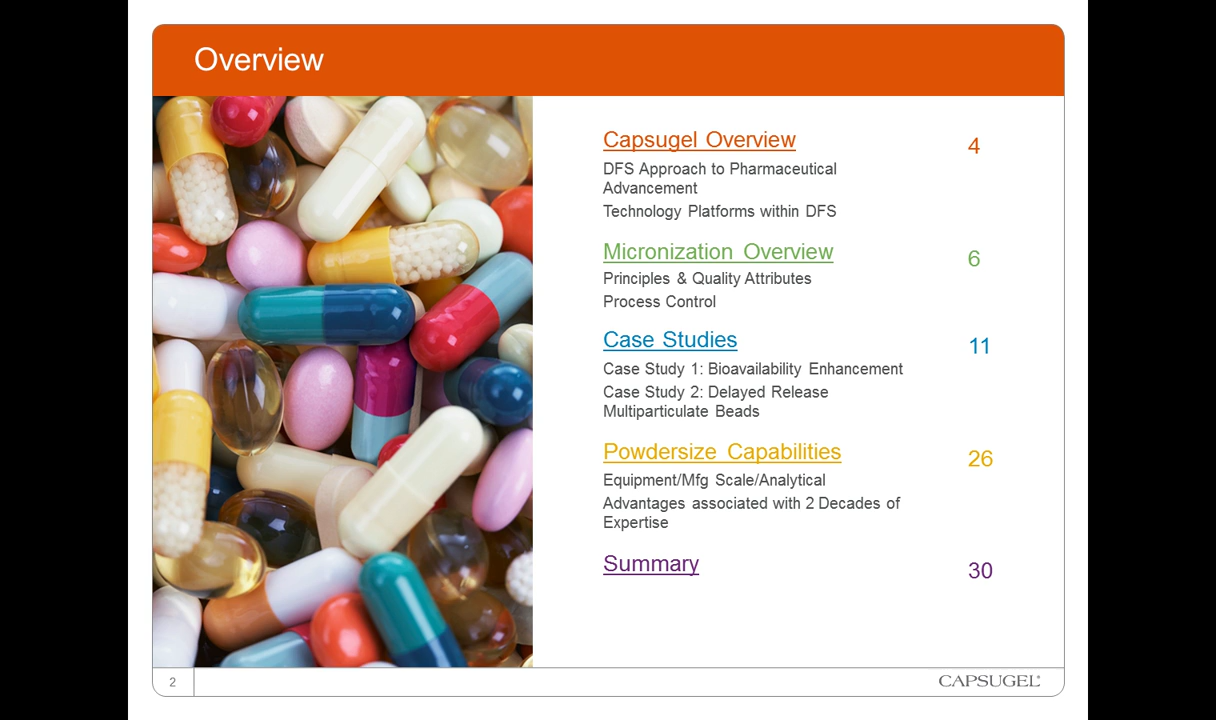 Overview
Capsugel Overview 4
DFS Approach to Pharmaceutical
Advancement
Technology Platforms within DFS
Micronization Overview 6
Principles & Quality Attributes
Process Control
Case Studies 11
Case Study 1: Bioavailability Enhancement
Case Study 2: Delayed Release
Multiparticulate Beads
Powdersize Capabilities 26
Equipment/Mfg Scale/Analytical
Advantages associated with 2 Decades of
Expertise
Summary 30
2
CAPSUGEL®